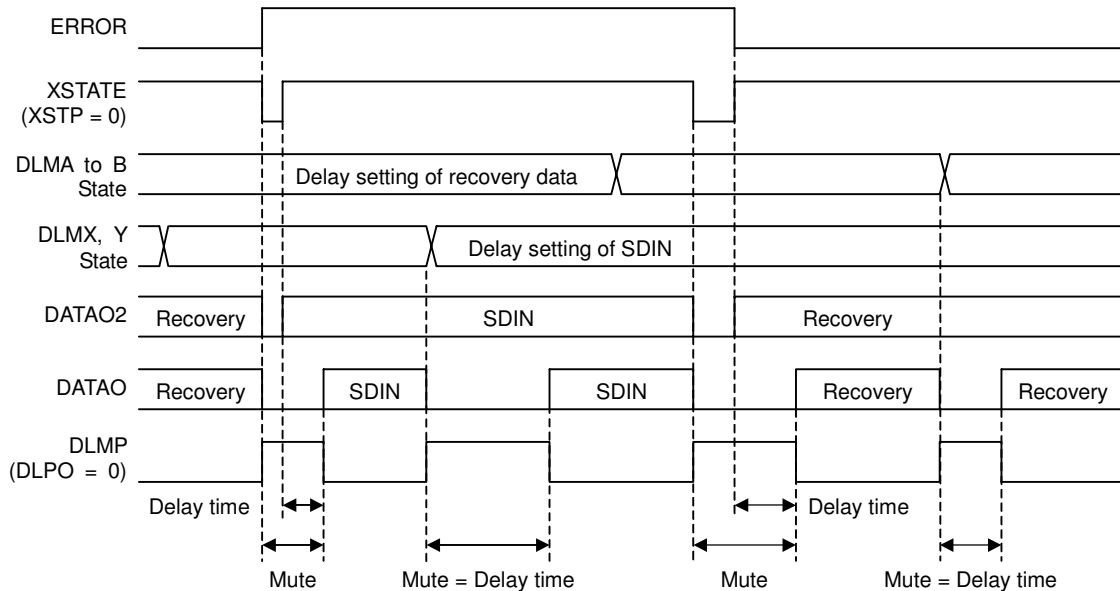 ERROR
XSTATE
(XSTP = 0)
DLMA to B
State
Delay setting of recovery data
DLMX, Y
State
Delay setting of SDIN
DATAO2
Recovery
SDIN
Recovery
DATAO
Recovery
SDIN
SDIN
Recovery
Recovery
DLMP
(DLPO = 0)
Delay time
Delay time
Mute
Mute = Delay time
Mute
Mute = Delay time